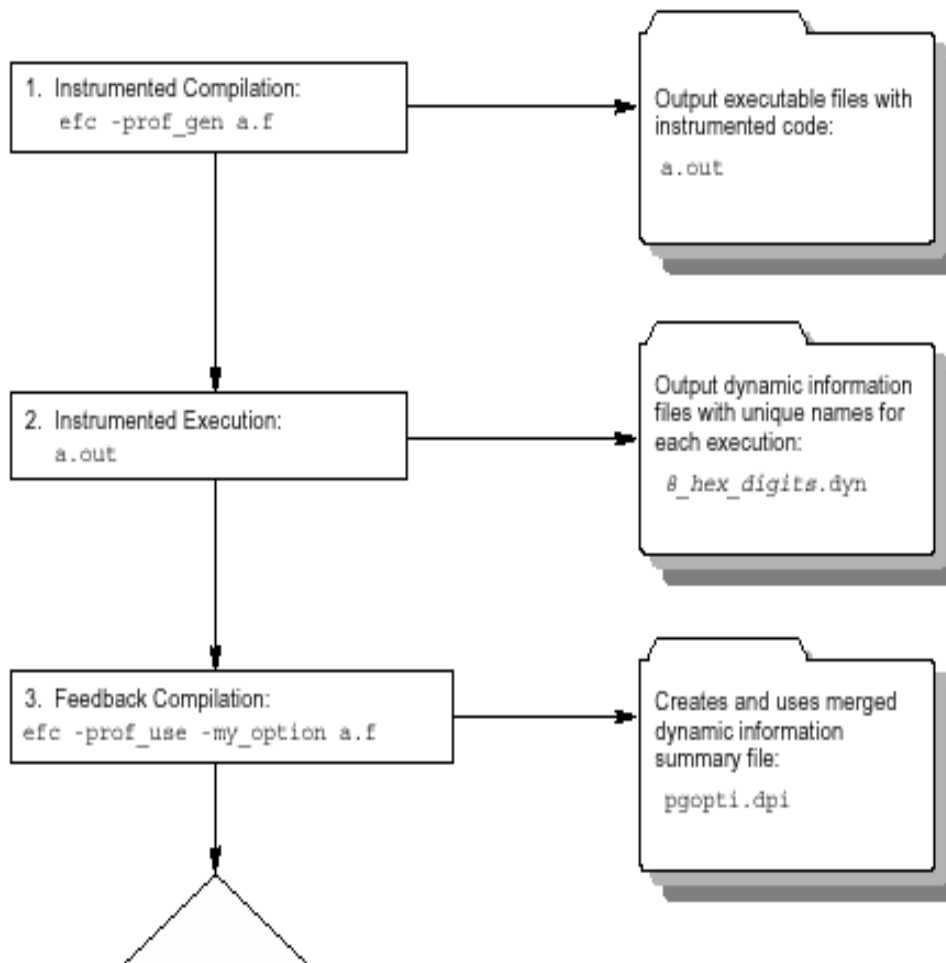 1. Instrumented Compilation:
efc -prof_gen a.f
Output executable files with
instrumented code:
a.out
2. Instrumented Execution:
a.out
Output dynamic information
files with unique names for
each execution:
8_hex_digits.dyn
3. Feedback Compilation:
efc -prof_use -my_option a.f
Creates and uses merged
dynamic information
summary file:
pgopti.dpi